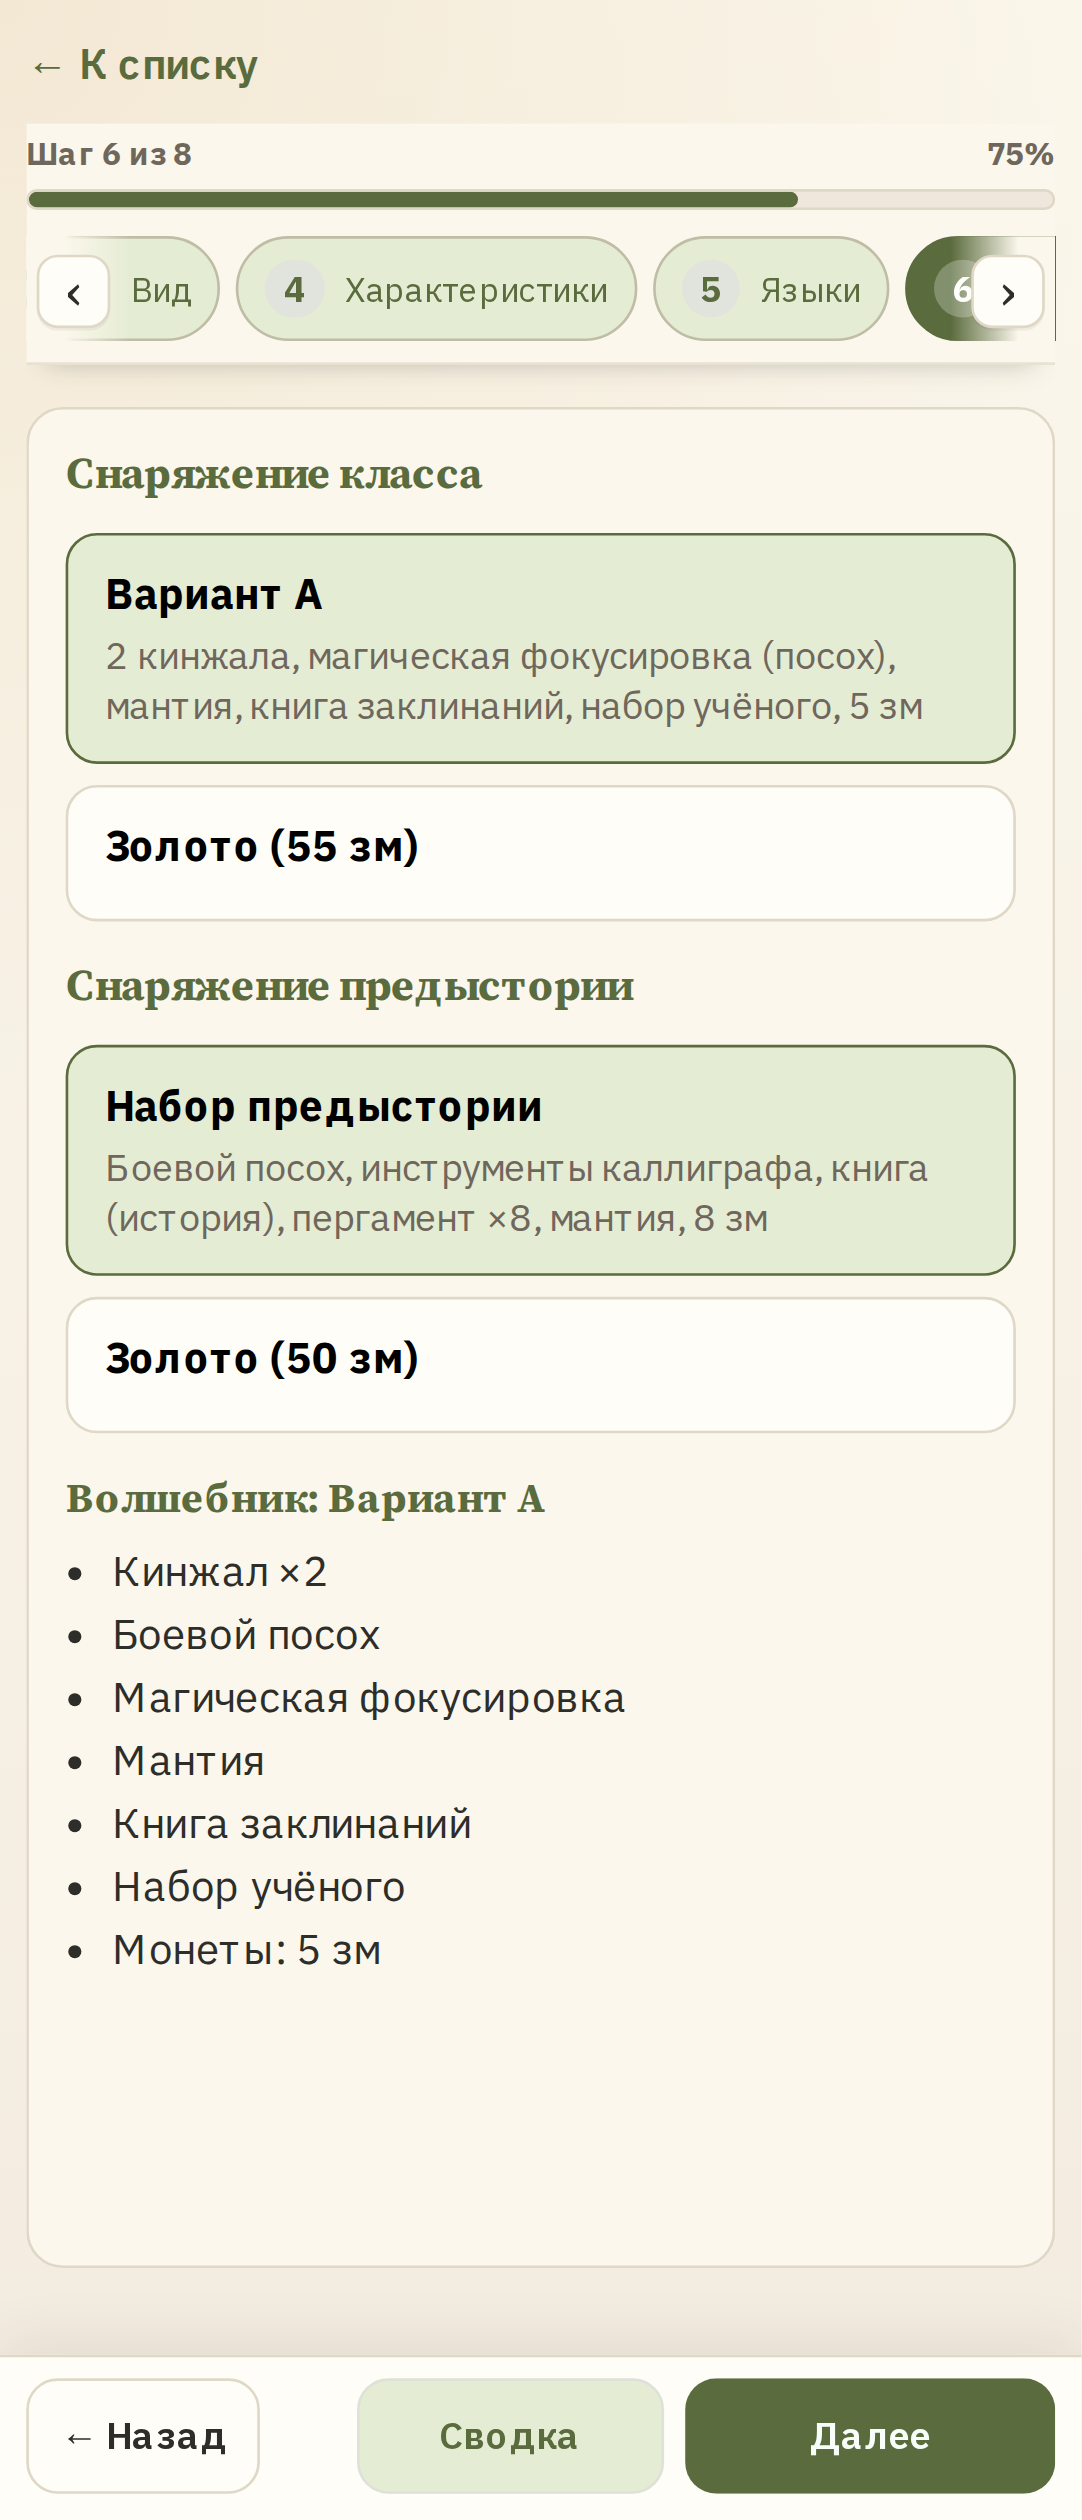 ← К списку
Шаг 6 из 8
75%
‹ Вид
4 Характеристики
5 Языки
6 ›
Снаряжение класса
Вариант A
2 кинжала, магическая фокусировка (посох),
мантия, книга заклинаний, набор учёного, 5 зм
Золото (55 зм)
Снаряжение предыстории
Набор предыстории
Боевой посох, инструменты каллиграфа, книга
(история), пергамент ×8, мантия, 8 зм
Золото (50 зм)
Волшебник: Вариант A
• Кинжал ×2
• Боевой посох
• Магическая фокусировка
• Мантия
• Книга заклинаний
• Набор учёного
• Монеты: 5 зм
← Назад
Сводка
Далее